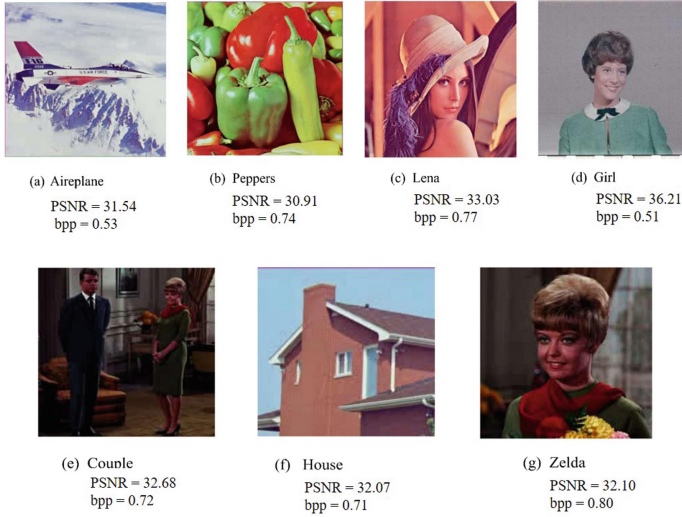 U.S. AIR FORCE
(a) Aireplane
PSNR = 31.54
bpp = 0.53
(b) Peppers
PSNR = 30.91
bpp = 0.74
(c) Lena
PSNR = 33.03
bpp = 0.77
(d) Girl
PSNR = 36.21
bpp = 0.51
(e) Couple
PSNR = 32.68
bpp = 0.72
(f) House
PSNR = 32.07
bpp = 0.71
(g) Zelda
PSNR = 32.10
bpp = 0.80